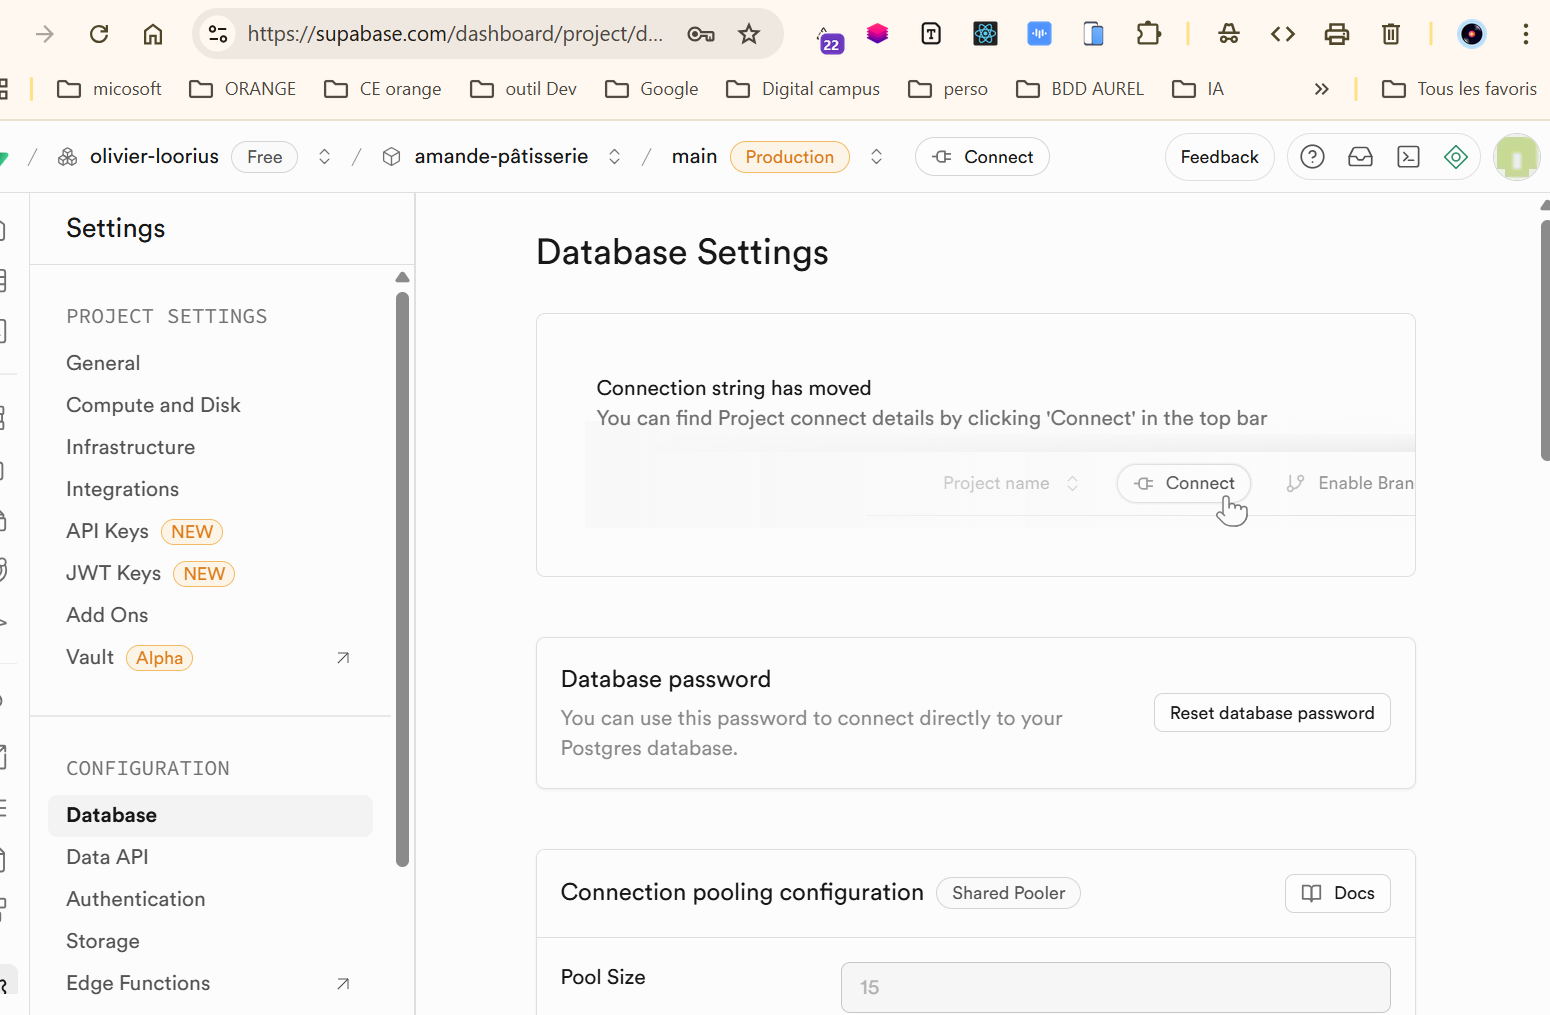 https://supabase.com/dashboard/project/d...
22
T
micosoft
ORANGE
CE orange
outil Dev
Google
Digital campus
perso
BDD AUREL
IA
»
Tous les favoris
/ olivier-loorius Free / amande-pâtisserie / main Production Connect Feedback
Settings
PROJECT SETTINGS
General
Compute and Disk
Infrastructure
Integrations
API Keys NEW
JWT Keys NEW
Add Ons
Vault Alpha
CONFIGURATION
Database
Data API
Authentication
Storage
Edge Functions
Database Settings
Connection string has moved
You can find Project connect details by clicking 'Connect' in the top bar
Project name Connect Enable Bran
Database password
You can use this password to connect directly to your
Postgres database.
Reset database password
Connection pooling configuration Shared Pooler Docs
Pool Size
15